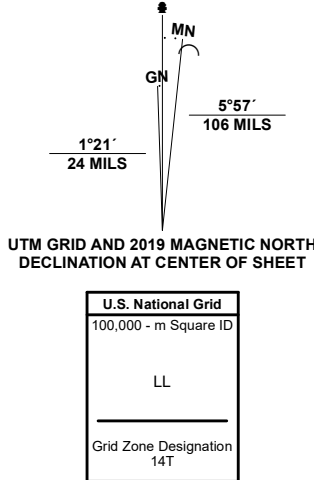 MN
GN
5°57´
106 MILS
1°21´
24 MILS
UTM GRID AND 2019 MAGNETIC NORTH
DECLINATION AT CENTER OF SHEET
U.S. National Grid
100,000 - m Square ID
LL
Grid Zone Designation
14T